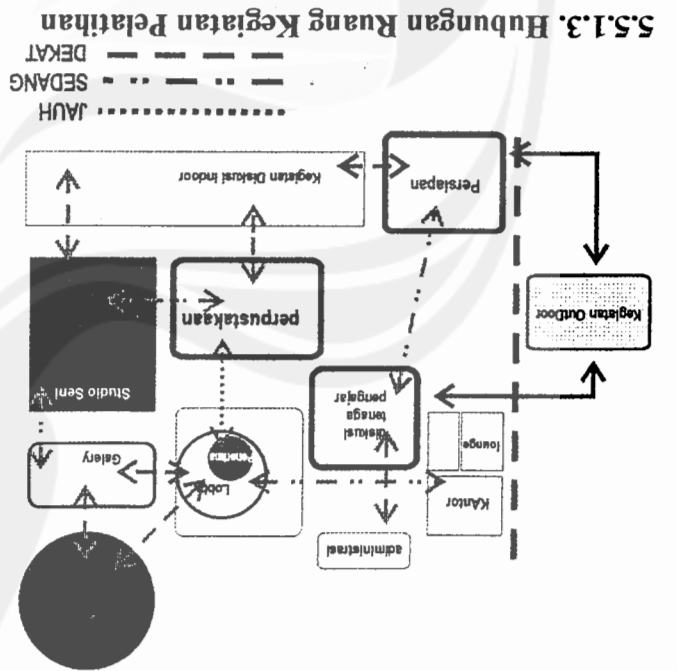 5.5.1.3. Hubungan Ruang Kegiatan Pelatihan
DEKAT
SEDANG
JAUH
Persiapan
Kegiatan Diskusi indoor
Kegiatan OutDoor
perpustakaan
Studio Seni
diskusi
tenaga
pengajar
lounge
Galery
Lobby
KAntor
administrasi